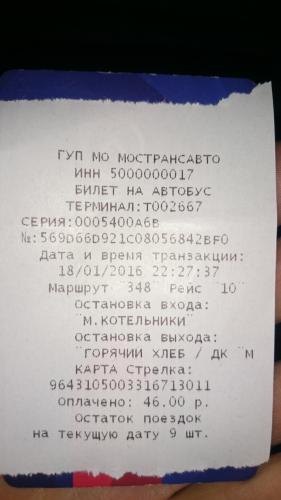 ГУП МО МОСТРАНСАВТО
ИНН 5000000017
БИЛЕТ НА АВТОБУС
ТЕРМИНАЛ:Т002667
СЕРИЯ:0005400А6В
№:569D66D921C08056842BF0
Дата и время транзакции:
18/01/2016 22:27:37
Маршрут "348" Рейс "10"
Остановка входа:
"М.КОТЕЛЬНИКИ"
Остановка выхода:
"ГОРЯЧИЙ ХЛЕБ / ДК "М
КАРТА Стрелка:
9643105003316713011
Оплачено: 46.00 р.
Остаток поездок
на текущую дату 9 шт.